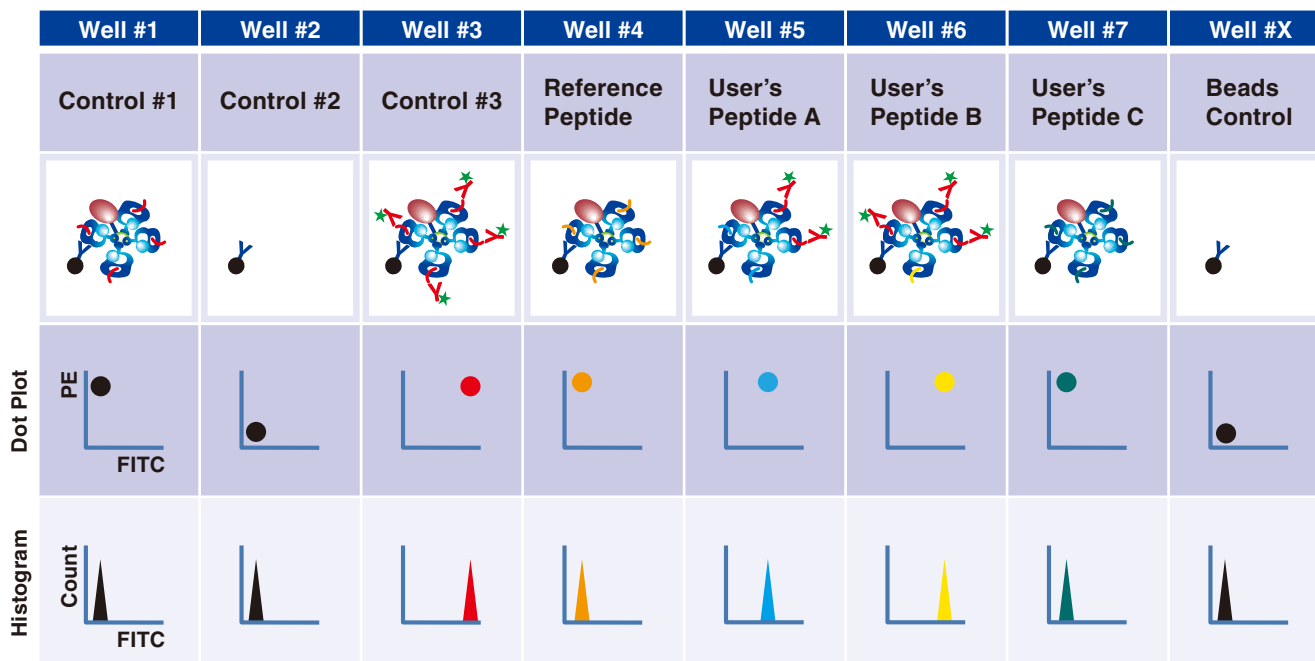 Well #1 Well #2 Well #3 Well #4 Well #5 Well #6 Well #7 Well #X
Control #1 Control #2 Control #3 Reference Peptide User’s Peptide A User’s Peptide B User’s Peptide C Beads Control
Dot Plot
PE
FITC
Histogram
Count
FITC